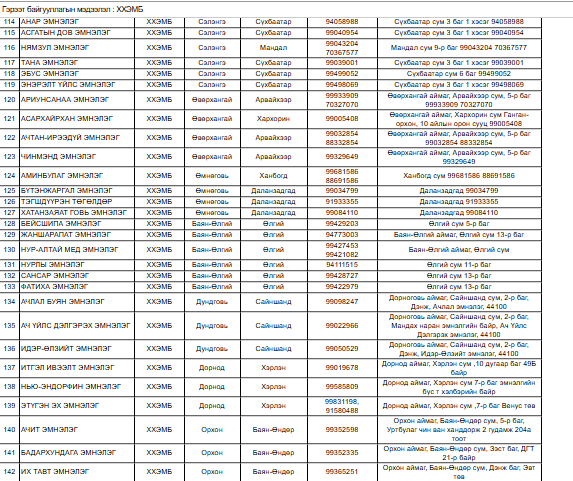 Гэрээт байгууллагын мэдээлэл : ХХЭМБ
114 АНАР ЭМНЭЛЭГ ХХЭМБ Сэлэнгэ Сүхбаатар 94058988 Сүхбаатар сум 3 баг 1 хэсэг 94058988
115 АСГАТЫН ДОВ ЭМНЭЛЭГ ХХЭМБ Сэлэнгэ Сүхбаатар 99040954 Сүхбаатар сум 3 баг 1 хэсэг 99040954
116 НЯМЗУЛ ЭМНЭЛЭГ ХХЭМБ Сэлэнгэ Мандал 99043204 70367577 Мандал сум 9-р баг 99043204 70367577
117 ТАНА ЭМНЭЛЭГ ХХЭМБ Сэлэнгэ Сүхбаатар 99039001 Сүхбаатар сум 3 баг 1 хэсэг 99039001
118 ЭБҮС ЭМНЭЛЭГ ХХЭМБ Сэлэнгэ Сүхбаатар 99499052 Сүхбаатар сум 6 баг 99499052
119 ЭНЭРЭЛТ ҮЙЛС ЭМНЭЛЭГ ХХЭМБ Сэлэнгэ Сүхбаатар 99498069 Сүхбаатар сум 3 баг 1 хэсэг 99498069
120 АРИУНСАНАА ЭМНЭЛЭГ ХХЭМБ Өвөрхангай Арвайхээр 99933909 70327070 Өвөрхангай аймаг, Арвайхээр сум, 5-р баг 99933909 70327070
121 АСАРХАЙРХАН ЭМНЭЛЭГ ХХЭМБ Өвөрхангай Хархорин 99005408 Өвөрхангай аймаг, Хархорин сум Ганган-орхон, 10 айлын орон сууц 99005408
122 АЧТАН-ИРЭЭДҮЙ ЭМНЭЛЭГ ХХЭМБ Өвөрхангай Арвайхээр 99032854 88332854 Өвөрхангай аймаг, Арвайхээр сум, 5-р баг 99032854 88332854
123 ЧИНМЭНД ЭМНЭЛЭГ ХХЭМБ Өвөрхангай Арвайхээр 99329649 Өвөрхангай аймаг, Арвайхээр сум, 5-р баг 99329649
124 АМИНБУЛАГ ЭМНЭЛЭГ ХХЭМБ Өмнөговь Ханбогд 99681586 88691586 Ханбогд сум 99681586 88691586
125 БҮТЭНЖАРГАЛ ЭМНЭЛЭГ ХХЭМБ Өмнөговь Даланзадгад 99034799 Даланзадгад 99034799
126 ТЭГШДҮҮРЭН ТӨГӨЛДӨР ХХЭМБ Өмнөговь Даланзадгад 91933355 Даланзадгад 91933355
127 ХАТАНЗАЯАТ ГОВЬ ЭМНЭЛЭГ ХХЭМБ Өмнөговь Даланзадгад 99084110 Даланзадгад 99084110
128 БЕЙСШИПА ЭМНЭЛЭГ ХХЭМБ Баян-Өлгий Өлгий 99429203 Өлгий сум 5-р баг
129 ЖАНШАРАПАТ ЭМНЭЛЭГ ХХЭМБ Баян-Өлгий Өлгий 94773003 Баян-Өлгий аймаг, Өлгий сум 13-р баг
130 НУР-АЛТАЙ МЕД ЭМНЭЛЭГ ХХЭМБ Баян-Өлгий Өлгий 99427453 99421082 Баян-Өлгий аймаг, Өлгий сум
131 НУРЛЫ ЭМНЭЛЭГ ХХЭМБ Баян-Өлгий Өлгий 94111515 Өлгий сум 11-р баг
132 САНСАР ЭМНЭЛЭГ ХХЭМБ Баян-Өлгий Өлгий 99428727 Өлгий сум 13-р баг
133 ФАТИХА ЭМНЭЛЭГ ХХЭМБ Баян-Өлгий Өлгий 99422979 Өлгий сум 13-р баг
134 АЧЛАЛ БУЯН ЭМНЭЛЭГ ХХЭМБ Дундговь Сайншанд 99098247 Дорноговь аймаг, Сайншанд сум, 2-р баг, Дэнж, Ачлал эмнэлэг, 44100
135 АЧ ҮЙЛС ДЭЛГЭРЭХ ЭМНЭЛЭГ ХХЭМБ Дундговь Сайншанд 99022966 Дорноговь аймаг, Сайншанд сум, 2-р баг, Мандах наран эмнэлгийн байр, Ач Үйлс Дэлгэрэх эмнэлэг, 44100
136 ИДЭР-ӨЛЗИЙТ ЭМНЭЛЭГ ХХЭМБ Дундговь Сайншанд 99050529 Дорноговь аймаг, Сайншанд сум, 2-р баг, Дэнж, Идэр-Өлзийт эмнэлэг, 44100
137 ИТГЭЛ ИВЭЭЛТ ЭМНЭЛЭГ ХХЭМБ Дорнод Хэрлэн 99019678 Дорнод аймаг, Хэрлэн сум ,10 дугаар баг 49Б байр
138 НЬЮ-ЭНДОРФИН ЭМНЭЛЭГ ХХЭМБ Дорнод Хэрлэн 99585809 Дорнод аймаг, Хэрлэн сум 7-р баг эмнэлгийн бус т хэлбэрийн байр
139 ЭТҮГЭН ЭХ ЭМНЭЛЭГ ХХЭМБ Дорнод Хэрлэн 99831198, 91580488 Дорнод аймаг, Хэрлэн сум ,7-р баг Венус төв
140 АЧИТ ЭМНЭЛЭГ ХХЭМБ Орхон Баян-Өндөр 99352598 Орхон аймаг, Баян-Өндөр сум, 5-р баг, Уртбулаг чин ван ханддорж 2 гудамж 204а тоот
141 БАДАРХУНДАГА ЭМНЭЛЭГ ХХЭМБ Орхон Баян-Өндөр 99352335 Орхон аймаг, Баян-Өндөр сум, Зэст баг, ДГТ 21-р байр
142 ИХ ТАВТ ЭМНЭЛЭГ ХХЭМБ Орхон Баян-Өндөр 99365251 Орхон аймаг, Баян-Өндөр сум, Дэнж баг, Эвт төв